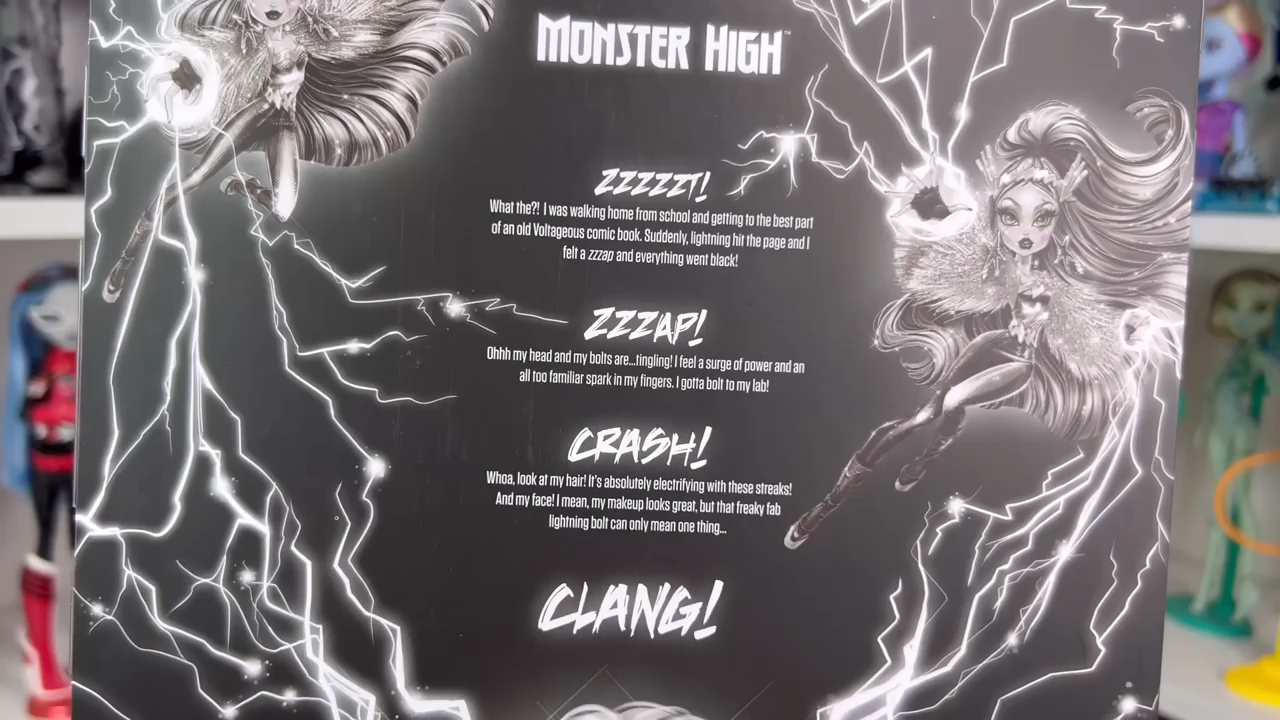 MONSTER HIGH™
ZZZZZT!
What the?! I was walking home from school and getting to the best part
of an old Voltageous comic book. Suddenly, lightning hit the page and I
felt a zzzap and everything went black!
ZZZAP!
Ohhh my head and my bolts are...tingling! I feel a surge of power and an
all too familiar spark in my fingers. I gotta bolt to my lab!
CRASH!
Whoa, look at my hair! It's absolutely electrifying with these streaks!
And my face! I mean, my makeup looks great, but that freaky fab
lightning bolt can only mean one thing...
CLANG!